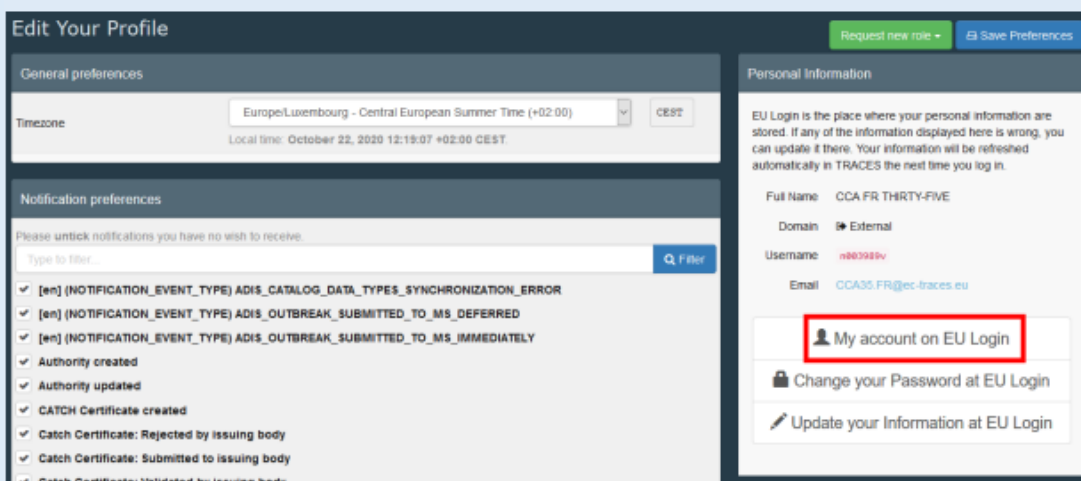 Edit Your Profile
Request new role
Save Preferences
General preferences
Timezone
Europe/Luxembourg - Central European Summer Time (+02:00)
CEST
Local time: October 22, 2020 12:19:07 +02:00 CEST.
Notification preferences
Please untick notifications you have no wish to receive.
Type to filter...
Filter
[en] (NOTIFICATION_EVENT_TYPE) ADIS_CATALOG_DATA_TYPES_SYNCHRONIZATION_ERROR
[en] (NOTIFICATION_EVENT_TYPE) ADIS_OUTBREAK_SUBMITTED_TO_MS_DEFERRED
[en] (NOTIFICATION_EVENT_TYPE) ADIS_OUTBREAK_SUBMITTED_TO_MS_IMMEDIATELY
Authority created
Authority updated
CATCH Certificate created
Catch Certificate: Rejected by issuing body
Catch Certificate: Submitted to issuing body
Catch Certificate: Validated by issuing body
Personal Information
EU Login is the place where your personal information are
stored. If any of the information displayed here is wrong, you
can update it there. Your information will be refreshed
automatically in TRACES the next time you log in.
Full Name CCA FR THIRTY-FIVE
Domain External
Username n003989v
Email CCA35.FR@ec-traces.eu
My account on EU Login
Change your Password at EU Login
Update your Information at EU Login